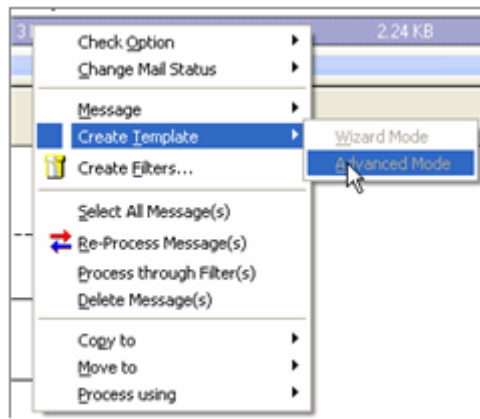 3
2.24 KB
Check Option
Change Mail Status
Message
Create Template
Wizard Mode
Advanced Mode
Create Filters...
Select All Message(s)
Re-Process Message(s)
Process through Filter(s)
Delete Message(s)
Copy to
Move to
Process using